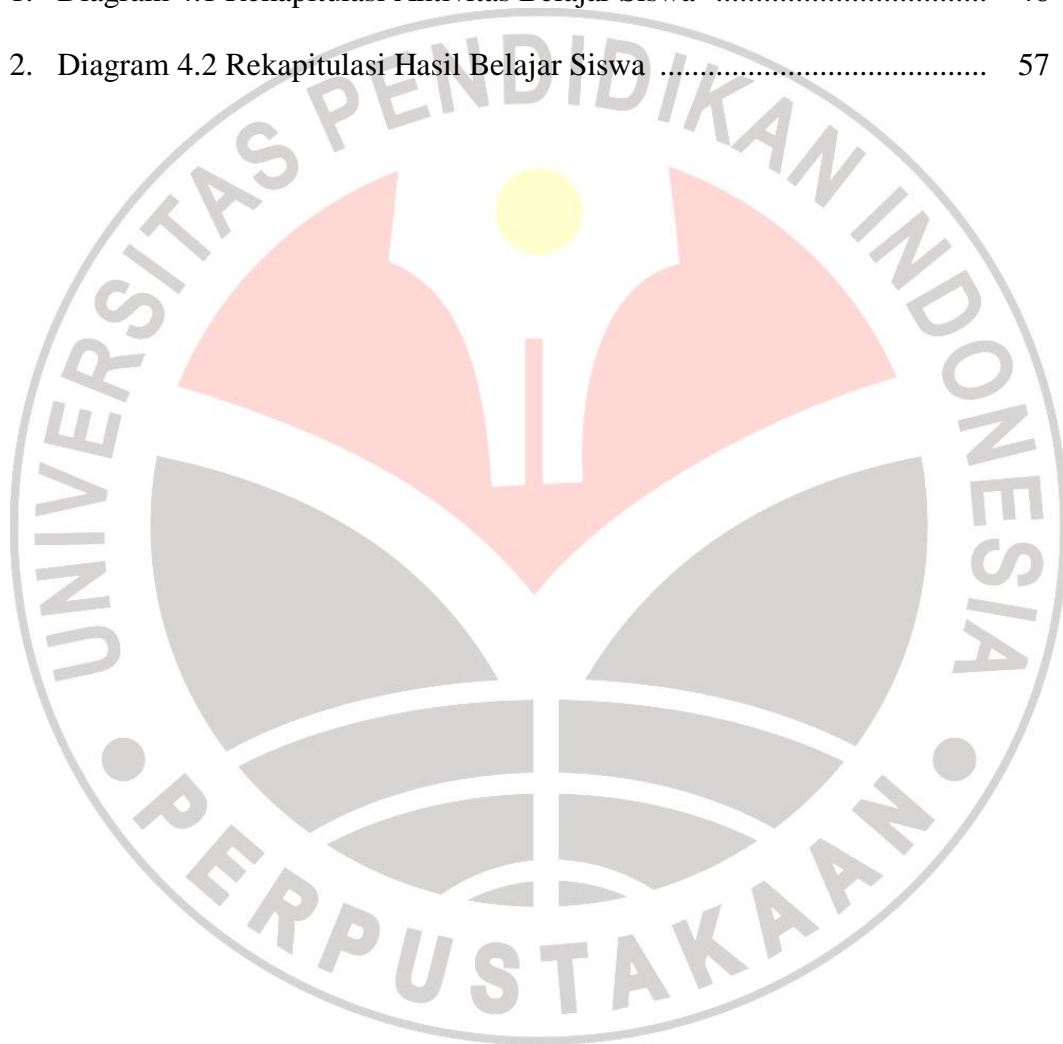 1. Diagram 4.1 Rekapitulasi Aktivitas Belajar Siswa .................................
2. Diagram 4.2 Rekapitulasi Hasil Belajar Siswa ........................................ 57
UNIVERSITAS PENDIDIKAN INDONESIA
PERPUSTAKAAN